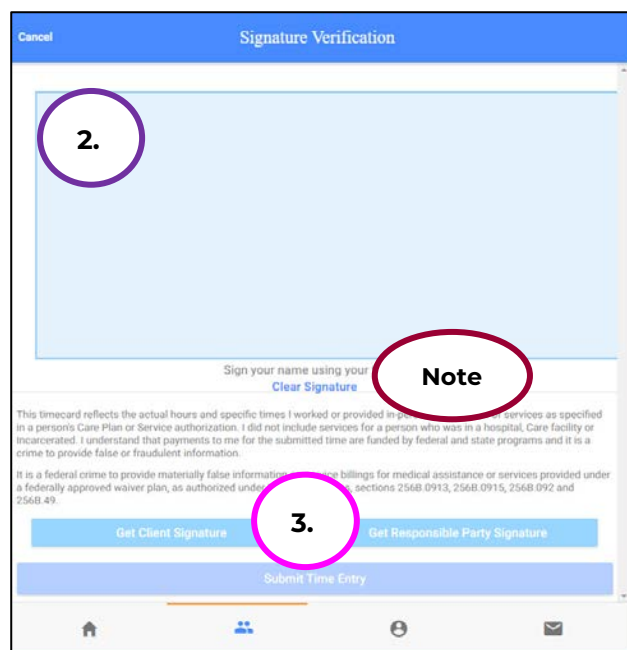 Cancel
Signature Verification
2.
Sign your name using your
Clear Signature
Note
This timecard reflects the actual hours and specific times I worked or provided in-pe of services as specified
in a person's Care Plan or Service authorization. I did not include services for a person who was in a hospital, Care facility or
Incarcerated. I understand that payments to me for the submitted time are funded by federal and state programs and it is a
crime to provide false or fraudulent information.
It is a federal crime to provide materially false information billings for medical assistance or services provided under
a federally approved waiver plan, as authorized under sections 256B.0913, 256B.0915, 256B.092 and
256B.49.
Get Client Signature
3.
Get Responsible Party Signature
Submit Time Entry